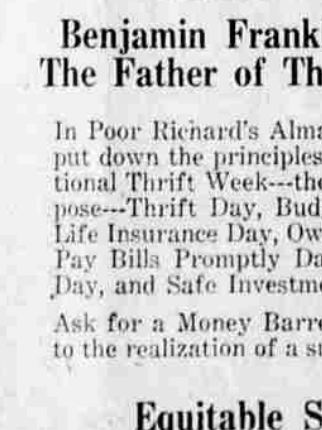 Benjamin Frank
The Father of Th
In Poor Richard's Alma
put down the principles
tional Thrift Week---the
pose---Thrift Day, Bud
Life Insurance Day, Ow
Pay Bills Promptly Da
Day, and Safe Investme
Ask for a Money Barre
to the realization of a s
Equitable S